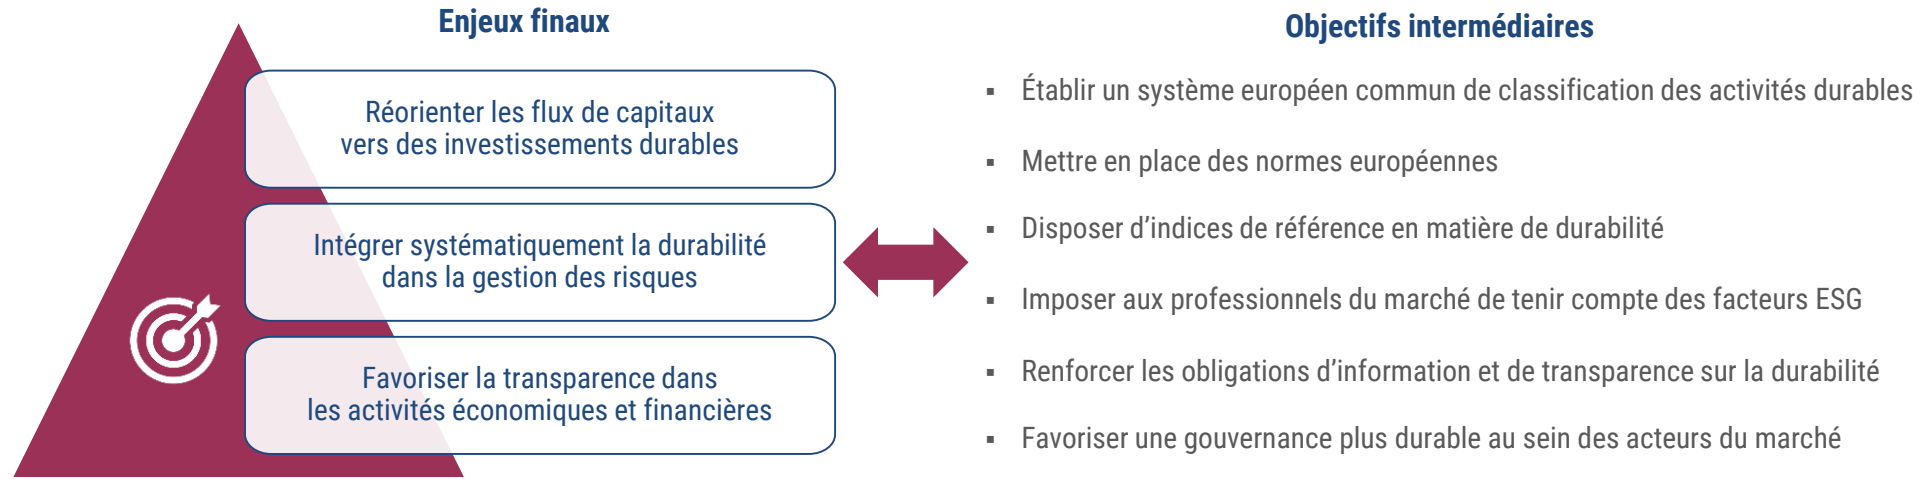 Enjeux finaux
Réorienter les flux de capitaux
vers des investissements durables
Intégrer systématiquement la durabilité
dans la gestion des risques
Favoriser la transparence dans
les activités économiques et financières
Objectifs intermédiaires
▪ Établir un système européen commun de classification des activités durables
▪ Mettre en place des normes européennes
▪ Disposer d’indices de référence en matière de durabilité
▪ Imposer aux professionnels du marché de tenir compte des facteurs ESG
▪ Renforcer les obligations d’information et de transparence sur la durabilité
▪ Favoriser une gouvernance plus durable au sein des acteurs du marché